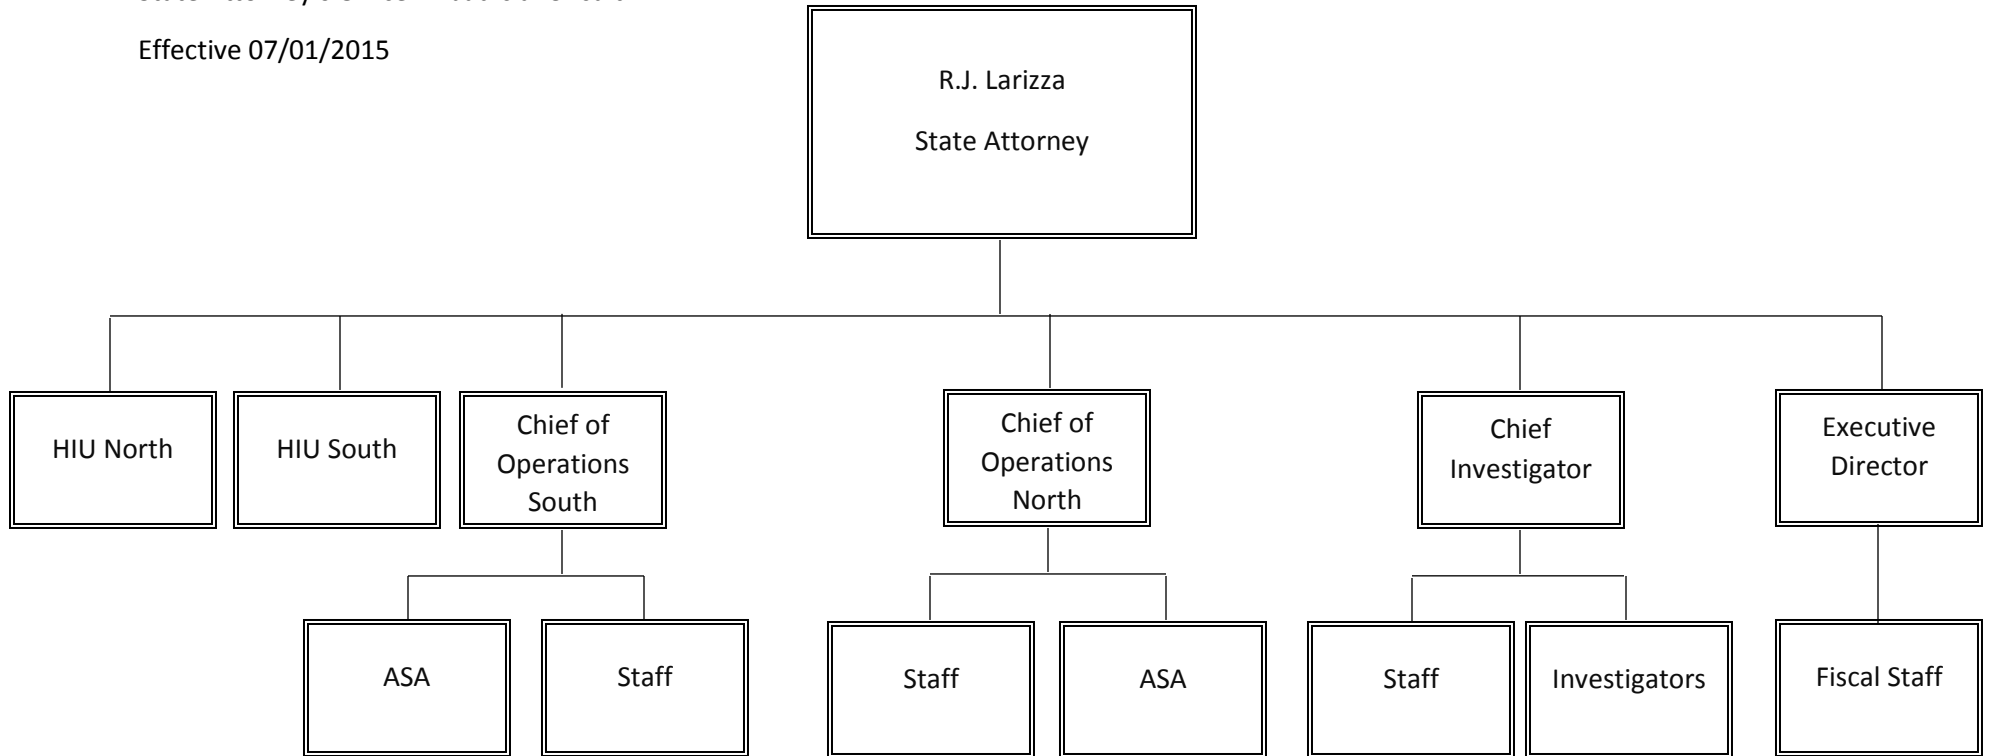 Effective 07/01/2015
R.J. Larizza
State Attorney
HIU North
HIU South
Chief of
Operations
South
Chief of
Operations
North
Chief
Investigator
Executive
Director
ASA
Staff
Staff
ASA
Staff
Investigators
Fiscal Staff